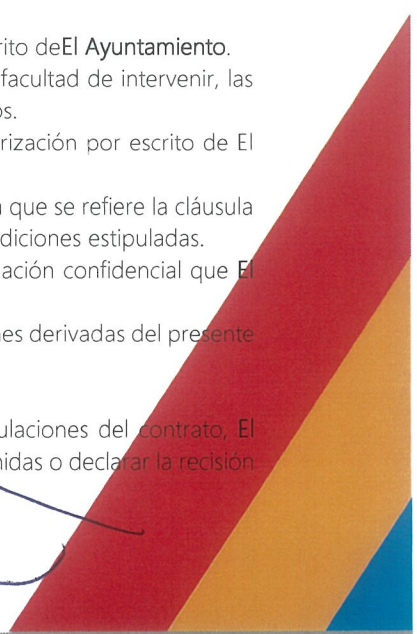 rito deEl Ayuntamiento.
facultad de intervenir, las
os.
rización por escrito de El
a que se refiere la cláusula
diciones estipuladas.
ación confidencial que El
nes derivadas del presente
ulaciones del contrato, El
nidas o declarar la recisión